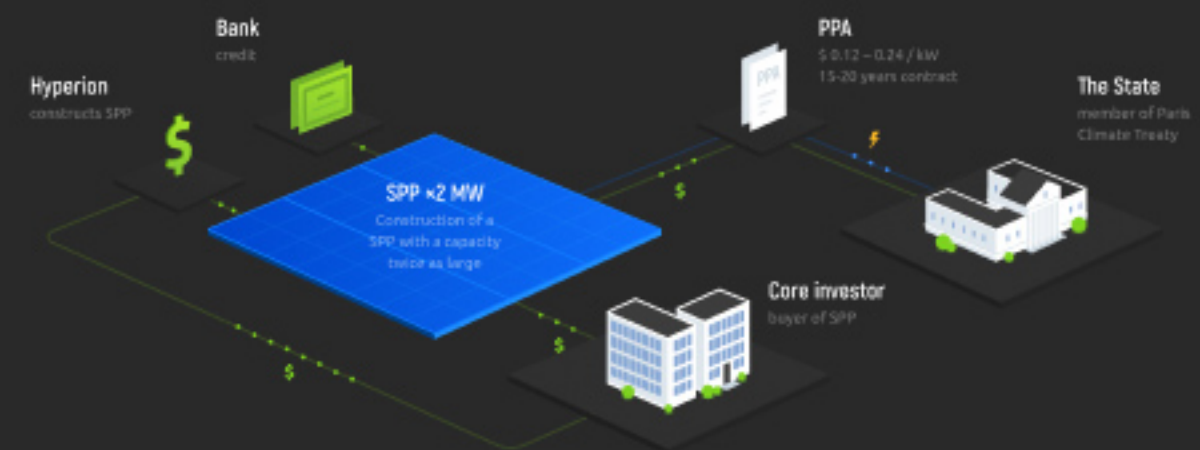 Bank
credit
Hyperion
constructs SPP
$
PPA
PPA
$ 0.12 – 0.24 / kW
15-20 years contract
The State
member of Paris
Climate Treaty
SPP ×2 MW
Construction of a
SPP with a capacity
twice as large
$
Core investor
buyer of SPP
$
$